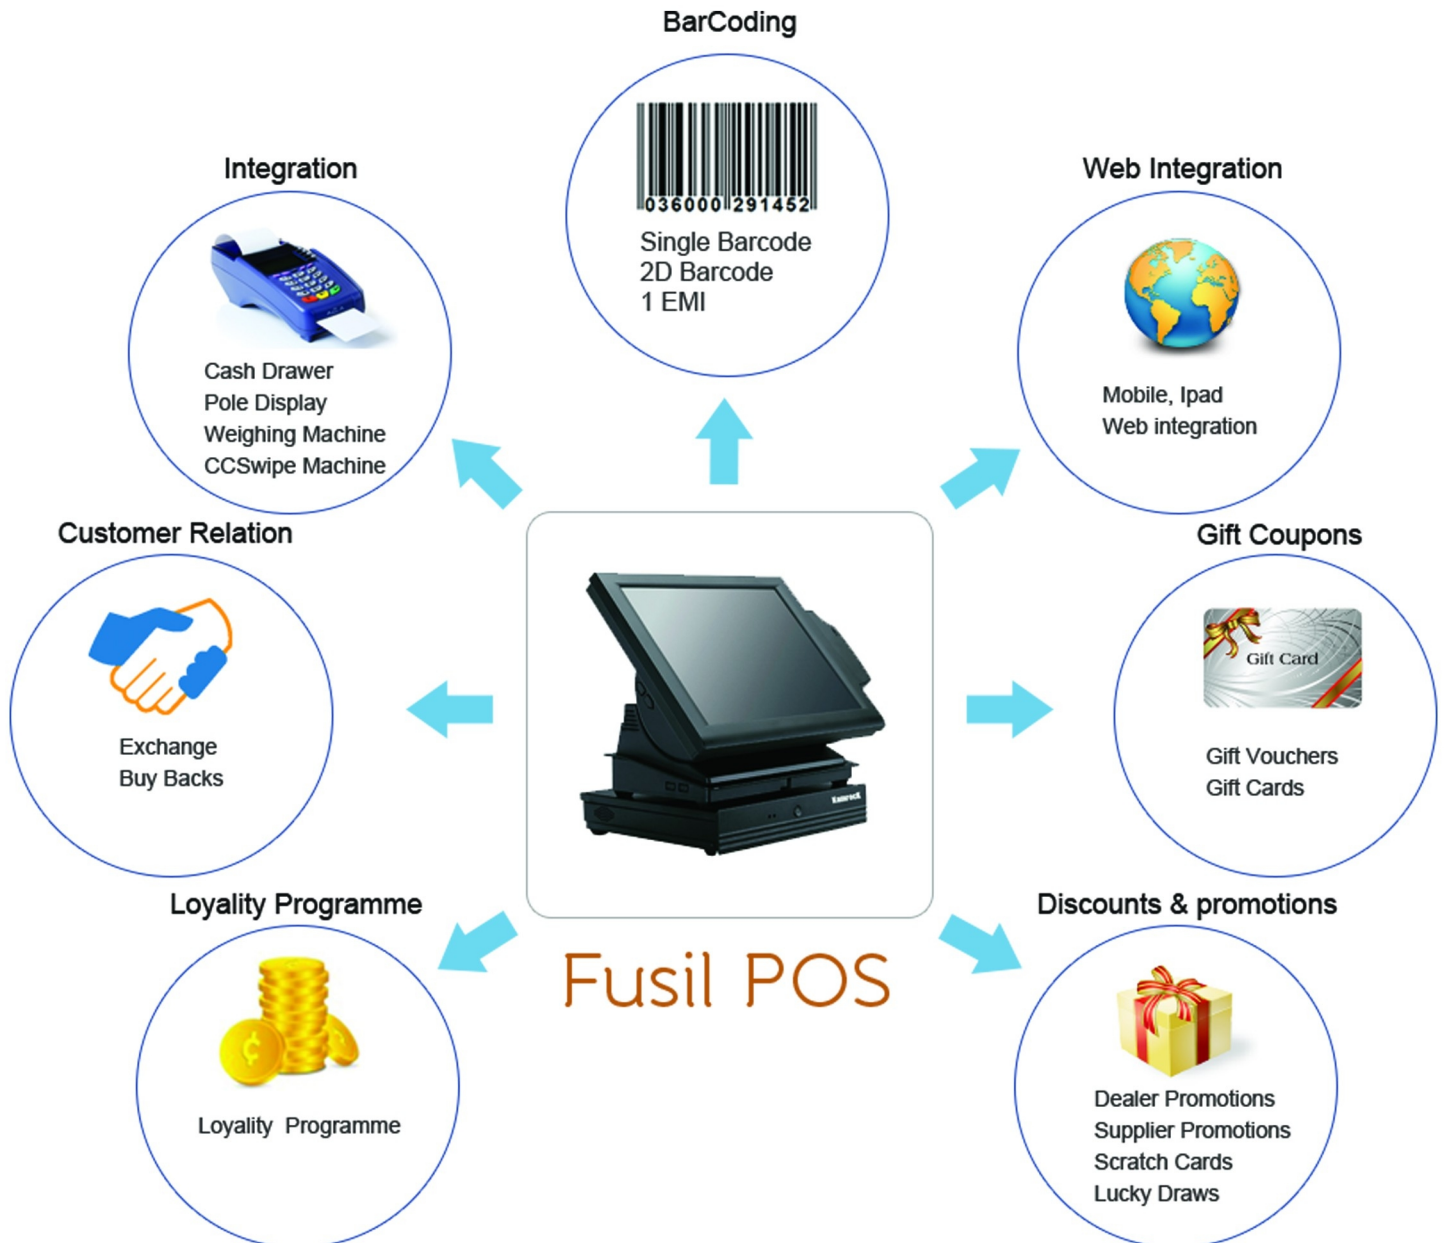 BarCoding
036000 291452
Single Barcode
2D Barcode
1 EMI
Integration
Cash Drawer
Pole Display
Weighing Machine
CCSwipe Machine
Web Integration
Mobile, Ipad
Web integration
Customer Relation
Exchange
Buy Backs
Gift Coupons
Gift Card
Gift Vouchers
Gift Cards
Loyality Programme
Loyality Programme
Fusil POS
Discounts & promotions
Dealer Promotions
Supplier Promotions
Scratch Cards
Lucky Draws